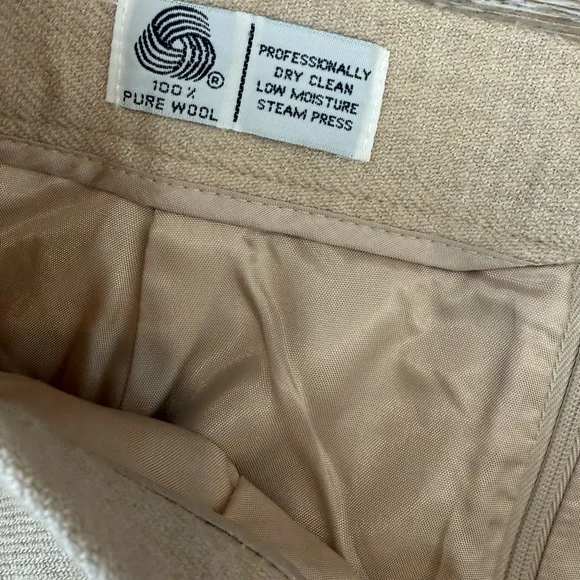 ®
100%
PURE WOOL
PROFESSIONALLY
DRY CLEAN
LOW MOISTURE
STEAM PRESS